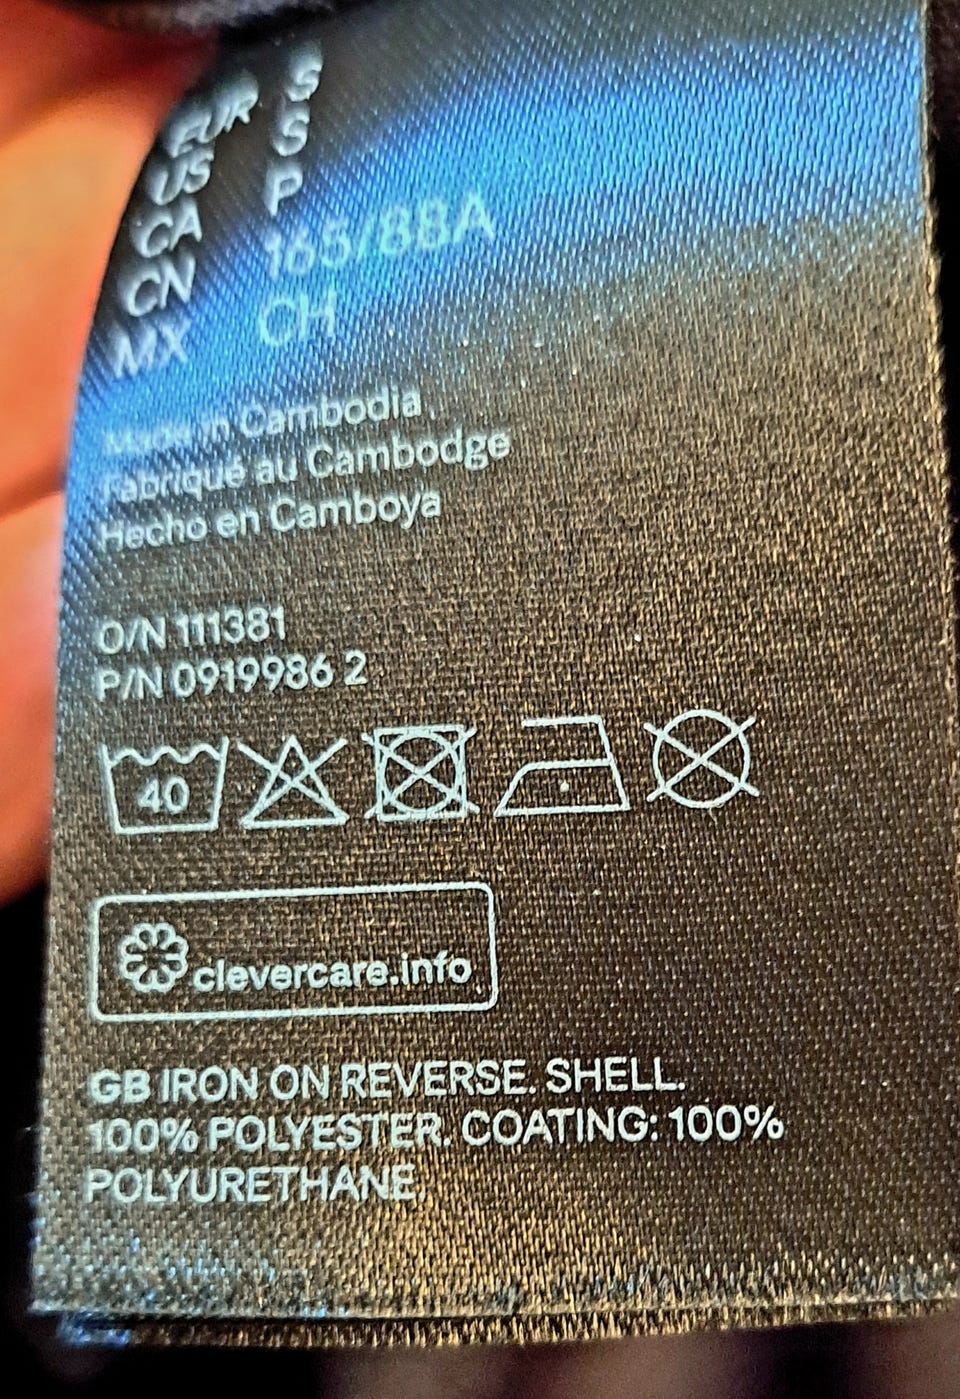 EUR S
US S
CA P
CN 165/88A
MX CH
Made in Cambodia
Fabriqué au Cambodge
Hecho en Camboya
O/N 111381
P/N 0919986 2
40
clevercare.info
GB IRON ON REVERSE. SHELL.
100% POLYESTER. COATING: 100%
POLYURETHANE